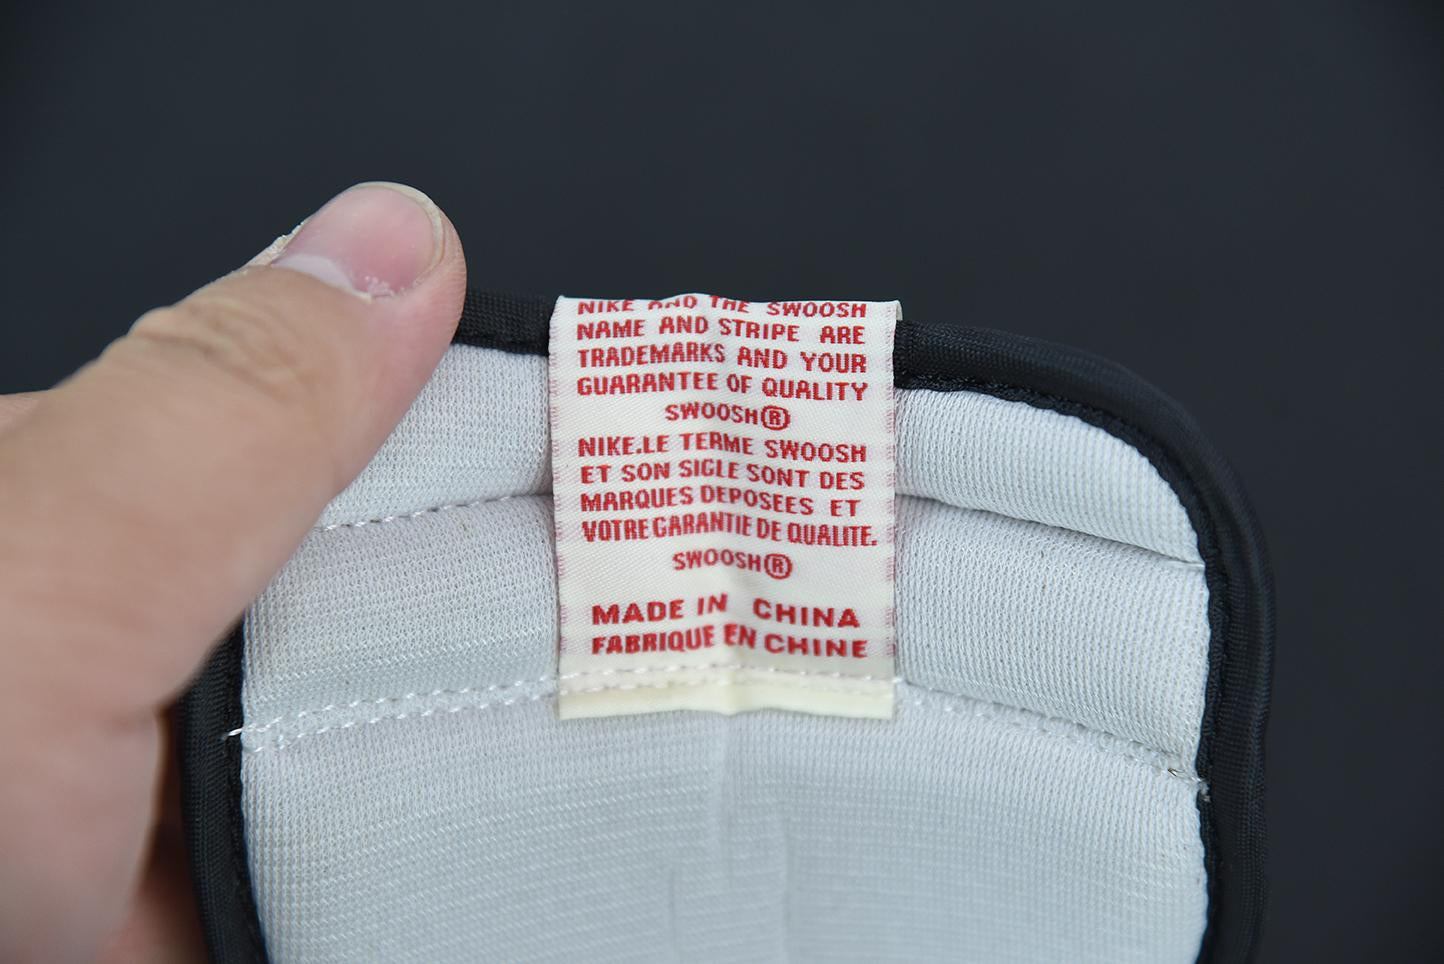 NIKE AND THE SWOOSH
NAME AND STRIPE ARE
TRADEMARKS AND YOUR
GUARANTEE OF QUALITY
SWOOSH®
NIKE.LE TERME SWOOSH
ET SON SIGLE SONT DES
MARQUES DEPOSEES ET
VOTRE GARANTIE DE QUALITE.
SWOOSH®
MADE IN CHINA
FABRIQUE EN CHINE